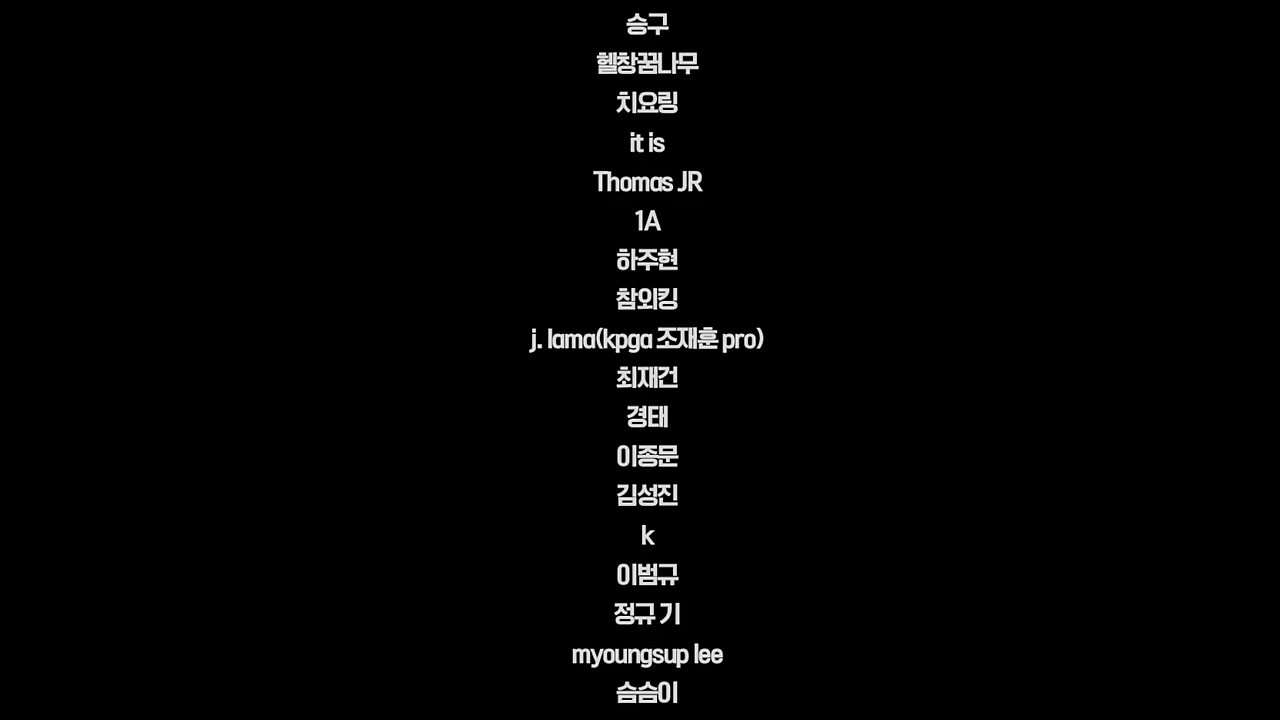 승구
헬창꿈나무
치요링
it is
Thomas JR
1A
하주현
참외킹
j. lama(kpga 조재훈 pro)
최재건
경태
이종문
김성진
k
이범규
정규 기
myoungsup lee
슴슴이